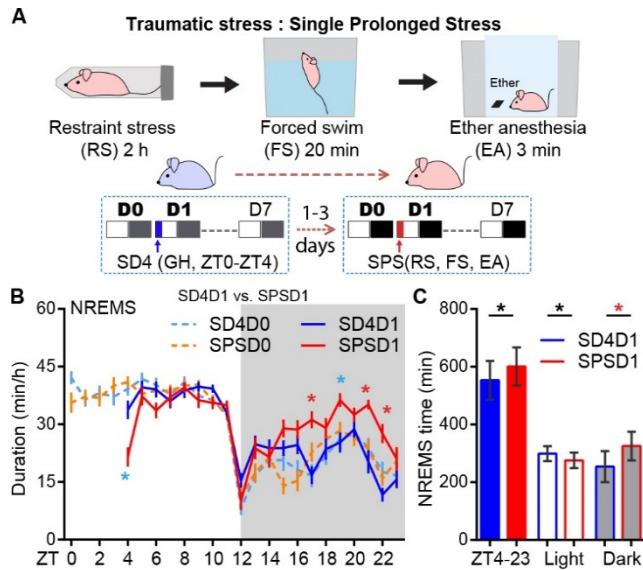 A
Traumatic stress : Single Prolonged Stress
Ether
Restraint stress
(RS) 2 h
Forced swim
(FS) 20 min
Ether anesthesia
(EA) 3 min
D0 D1 D7
SD4 (GH, ZT0-ZT4)
1-3
days
D0 D1 D7
SPS(RS, FS, EA)
B
NREMS
SD4D1 vs. SPSD1
SD4D0 SD4D1
SPSD0 SPSD1
Duration (min/h)
60
45
30
15
0
* * * * *
ZT 0 2 4 6 8 10 12 14 16 18 20 22
C
NREMS time (min)
800
600
400
200
0
* * *
SD4D1
SPSD1
ZT4-23 Light Dark